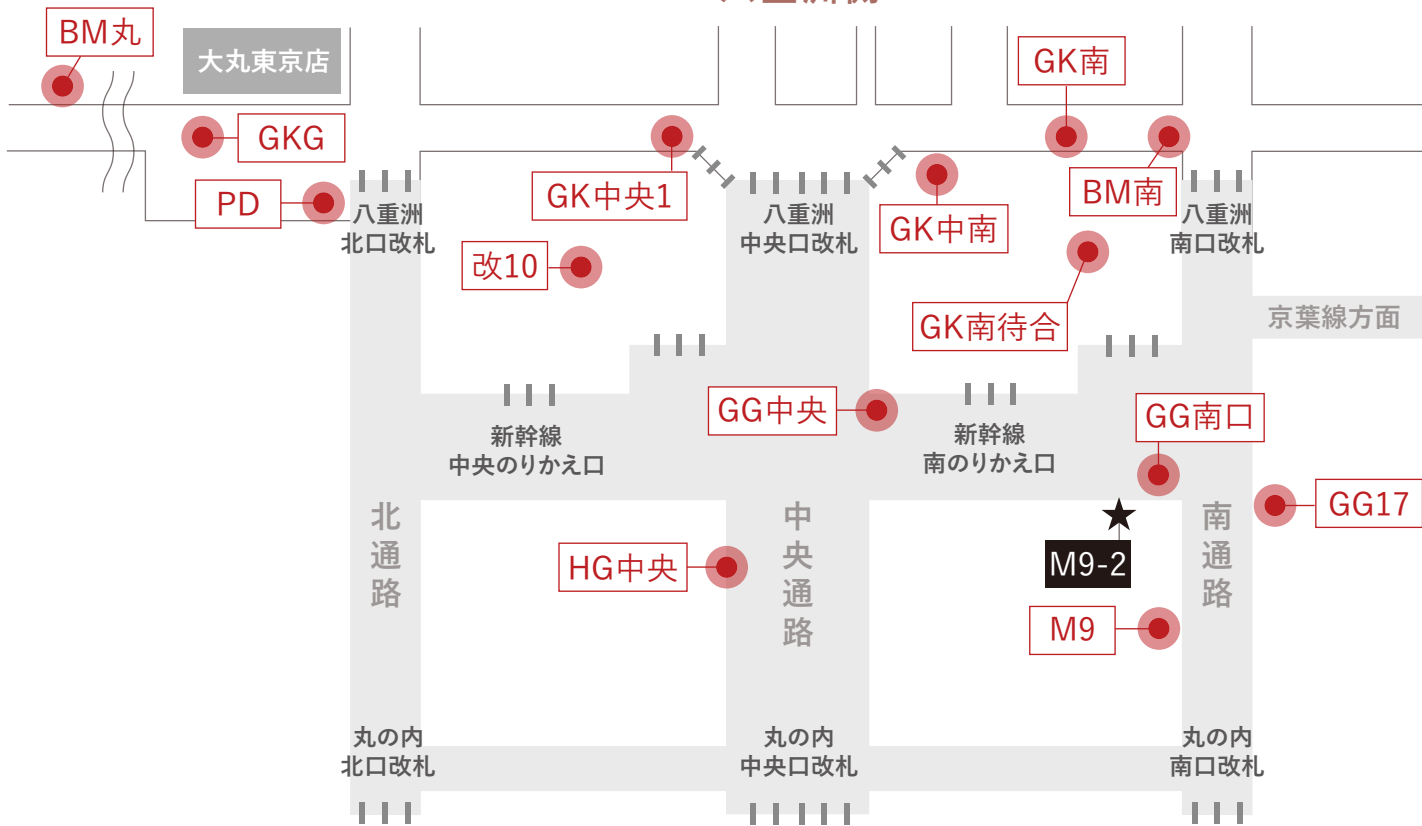 BM丸
大丸東京店
GK南
GKG
PD
GK中央1
BM南
八重洲
北口改札
八重洲
中央口改札
GK中南
八重洲
南口改札
改10
GK南待合
京葉線方面
GG中央
GG南口
新幹線
中央のりかえ口
新幹線
南のりかえ口
GG17
北通路
中央通路
南通路
M9-2
HG中央
M9
丸の内
北口改札
丸の内
中央口改札
丸の内
南口改札